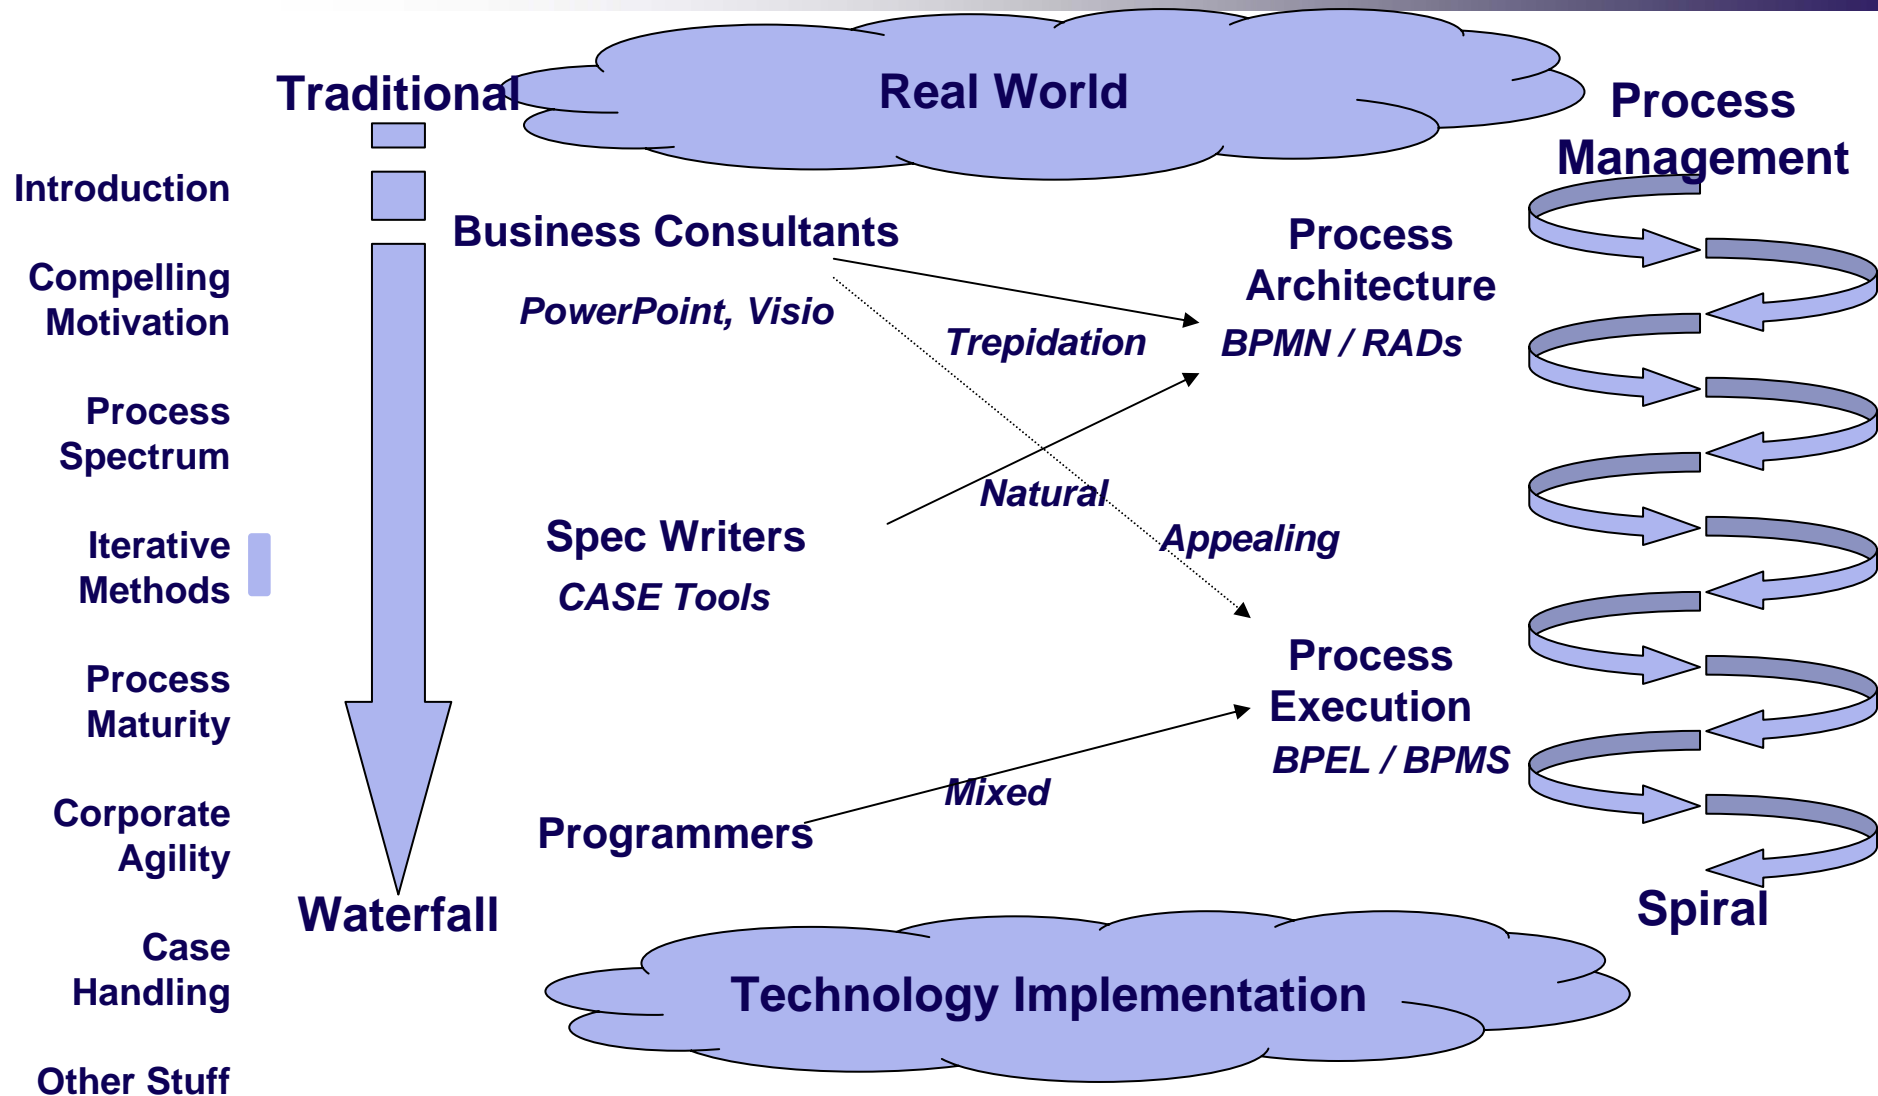 Real World
Traditional
Process
Management
Introduction
Compelling
Motivation
Process
Spectrum
Iterative
Methods
Process
Maturity
Corporate
Agility
Case
Handling
Other Stuff
Business Consultants
PowerPoint, Visio
Trepidation
Process
Architecture
BPMN / RADs
Natural
Appealing
Spec Writers
CASE Tools
Process
Execution
BPEL / BPMS
Mixed
Programmers
Waterfall
Spiral
Technology Implementation